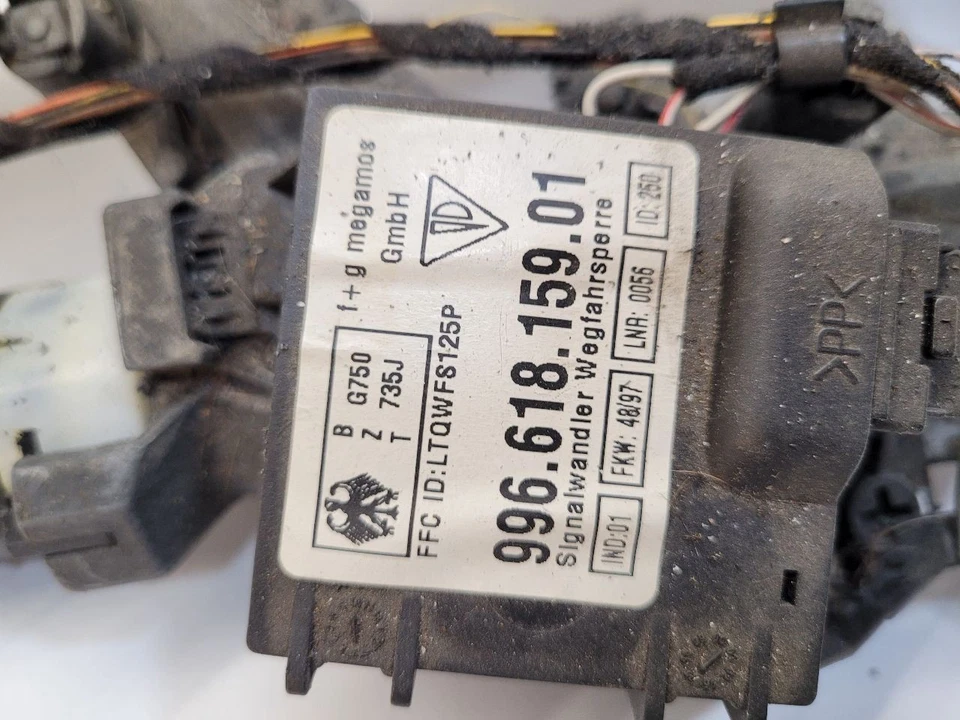 B G750
Z
T 735J
f+g megamos
GmbH
FFC ID:LTQWFS125P
996.618.159.01
Signalwandler Wegfahrsperre
IND:01 FKW: 48/97 LNR: 0056 ID: 260
>PP<